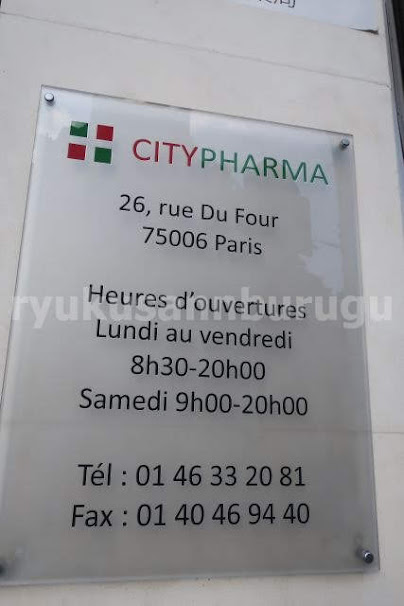 CITYPHARMA
26, rue Du Four
75006 Paris
ryukusannburugu
Heures d'ouvertures
Lundi au vendredi
8h30-20h00
Samedi 9h00-20h00
Tél : 01 46 33 20 81
Fax : 01 40 46 94 40